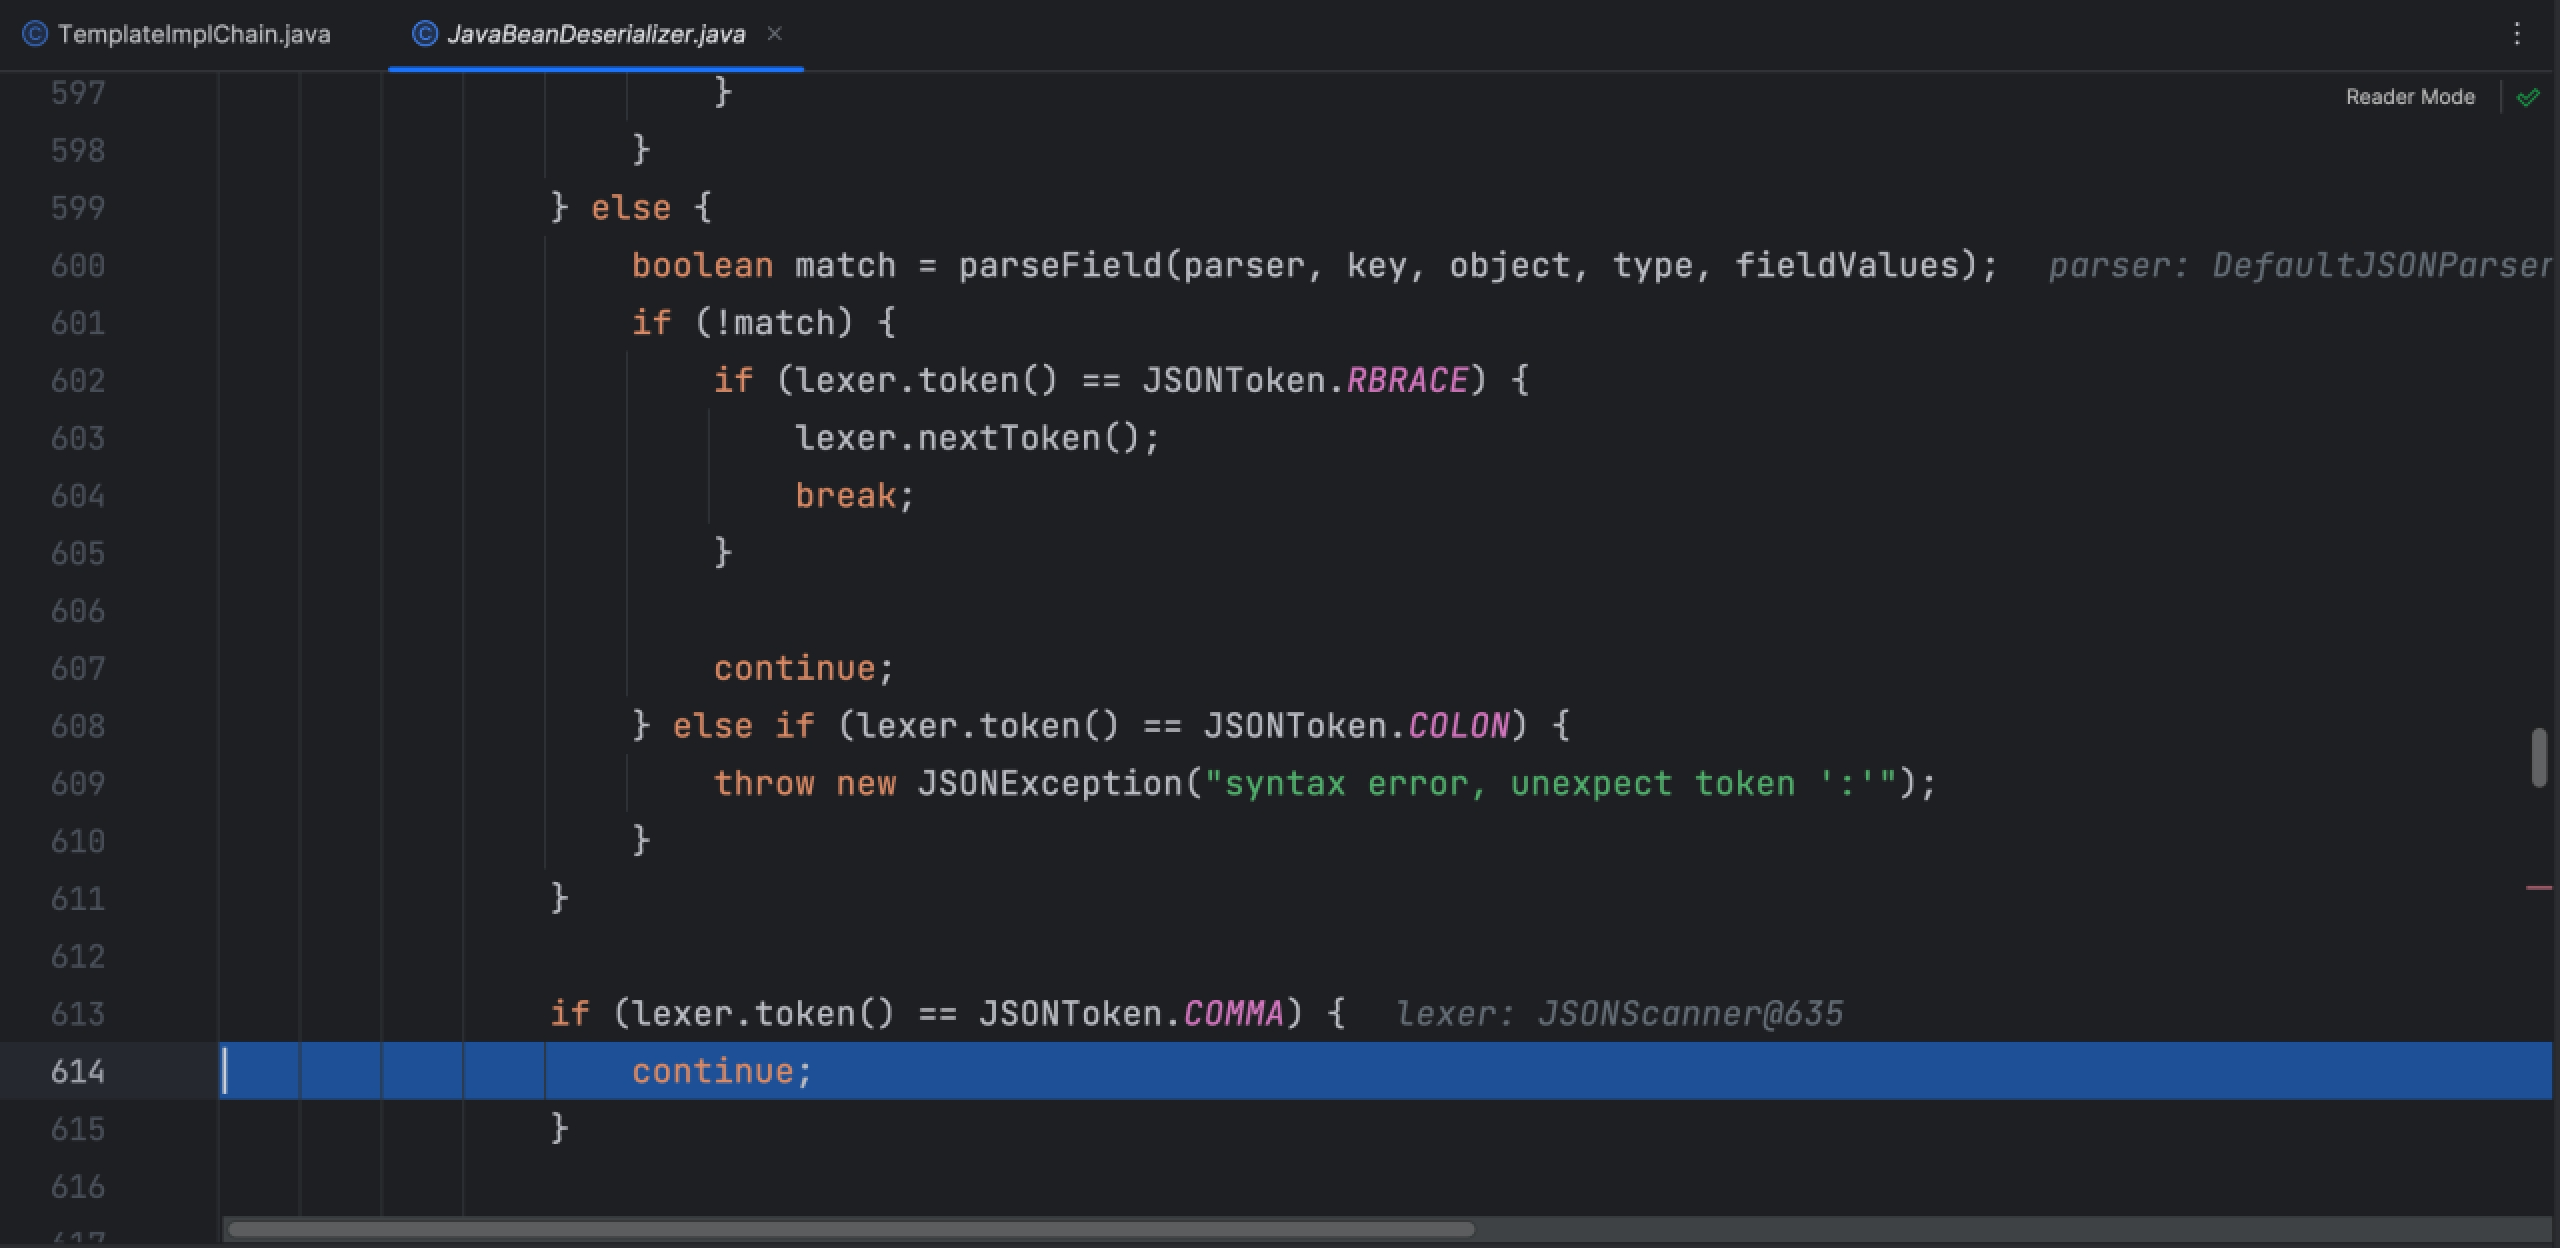 TemplateImplChain.java JavaBeanDeserializer.java
Reader Mode
597 }
598 }
599 } else {
600 boolean match = parseField(parser, key, object, type, fieldValues); parser: DefaultJSONParser
601 if (!match) {
602 if (lexer.token() == JSONToken.RBRACE) {
603 lexer.nextToken();
604 break;
605 }
606
607 continue;
608 } else if (lexer.token() == JSONToken.COLON) {
609 throw new JSONException("syntax error, unexpect token ':'");
610 }
611 }
612
613 if (lexer.token() == JSONToken.COMMA) { lexer: JSONScanner@635
614 continue;
615 }
616
617